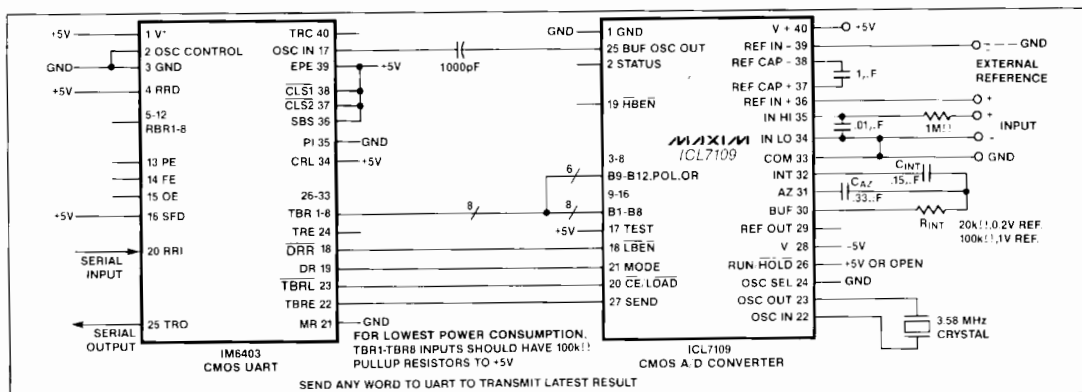 +5V
1 V+
2 OSC CONTROL
GND
3 GND
+5V
4 RRD
5-12
RBR1-8
13 PE
14 FE
15 OE
+5V
16 SFD
SERIAL
INPUT
20 RRI
SERIAL
OUTPUT
25 TRO
TRC 40
OSC IN 17
EPE 39
CLS1 38
CLS2 37
SBS 36
+5V
PI 35
GND
CRL 34
+5V
26-33
TBR 1-8
TRE 24
DRR 18
DR 19
TBRL 23
TBRE 22
MR 21
GND
IM6403
CMOS UART
1000pF
8
6
8
FOR LOWEST POWER CONSUMPTION,
TBR1-TBR8 INPUTS SHOULD HAVE 100k!!
PULLUP RESISTORS TO +5V
GND
1 GND
25 BUF OSC OUT
2 STATUS
19 HBEN
3-8
B9-B12,POL,OR
9-16
B1-B8
+5V
17 TEST
18 LBEN
21 MODE
20 CE/LOAD
27 SEND
MAXIM
ICL7109
V + 40
+5V
REF IN - 39
GND
REF CAP - 38
1,.F
REF CAP + 37
EXTERNAL
REFERENCE
REF IN + 36
+
IN HI 35
.01,.F
1M!!
+
INPUT
IN LO 34
-
COM 33
GND
INT 32
CINT
.15,.F
AZ 31
CAZ
.33,.F
BUF 30
RINT
20k!!,0.2V REF.
100k!!,1V REF.
REF OUT 29
V 28
-5V
RUN/HOLD 26
+5V OR OPEN
OSC SEL 24
GND
OSC OUT 23
OSC IN 22
3.58 MHz
CRYSTAL
ICL7109
CMOS A/D CONVERTER
SEND ANY WORD TO UART TO TRANSMIT LATEST RESULT